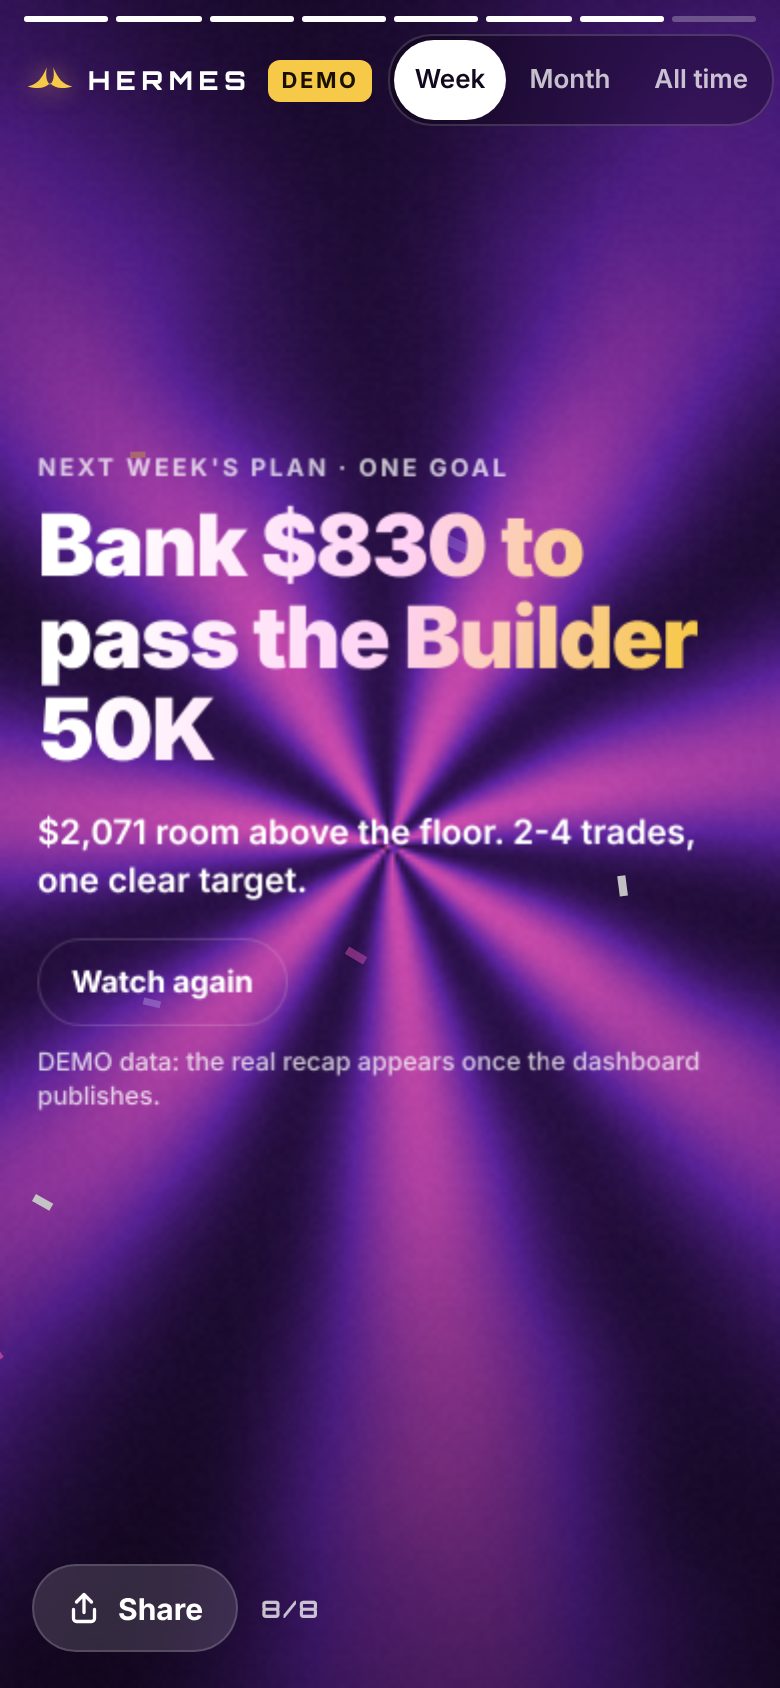 HERMES DEMO Week Month All time
NEXT WEEK'S PLAN · ONE GOAL
Bank $830 to
pass the Builder
50K
$2,071 room above the floor. 2-4 trades,
one clear target.
Watch again
DEMO data: the real recap appears once the dashboard
publishes.
Share 8/8